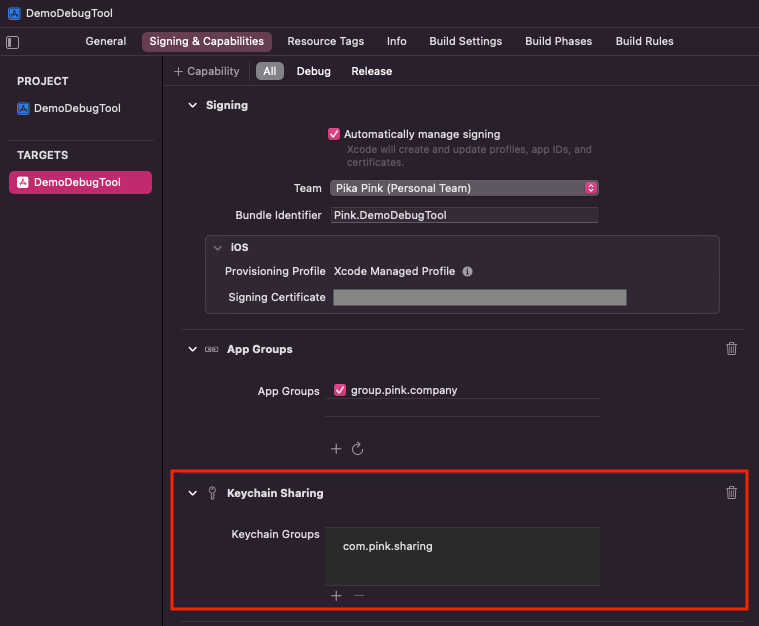 DemoDebugTool
General Signing & Capabilities Resource Tags Info Build Settings Build Phases Build Rules
PROJECT
DemoDebugTool
TARGETS
DemoDebugTool
+ Capability All Debug Release
Signing
Automatically manage signing
Xcode will create and update profiles, app IDs, and
certificates.
Team Pika Pink (Personal Team)
Bundle Identifier Pink.DemoDebugTool
iOS
Provisioning Profile Xcode Managed Profile
Signing Certificate
App Groups
App Groups group.pink.company
Keychain Sharing
Keychain Groups com.pink.sharing